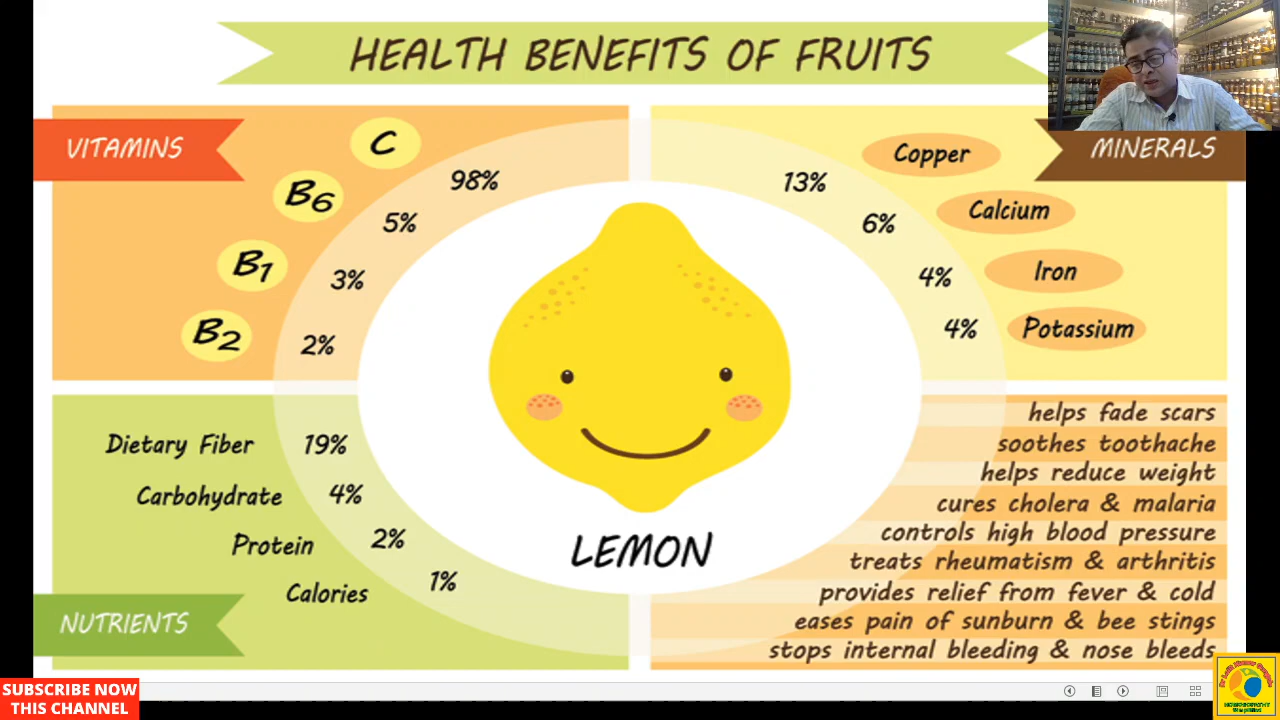 HEALTH BENEFITS OF FRUITS
VITAMINS
C
98%
B6
5%
B1
3%
B2
2%
MINERALS
Copper
13%
Calcium
6%
Iron
4%
Potassium
4%
Dietary Fiber 19%
Carbohydrate 4%
Protein 2%
Calories 1%
NUTRIENTS
LEMON
helps fade scars
soothes toothache
helps reduce weight
cures cholera & malaria
controls high blood pressure
treats rheumatism & arthritis
provides relief from fever & cold
eases pain of sunburn & bee stings
stops internal bleeding & nose bleeds
SUBSCRIBE NOW
THIS CHANNEL